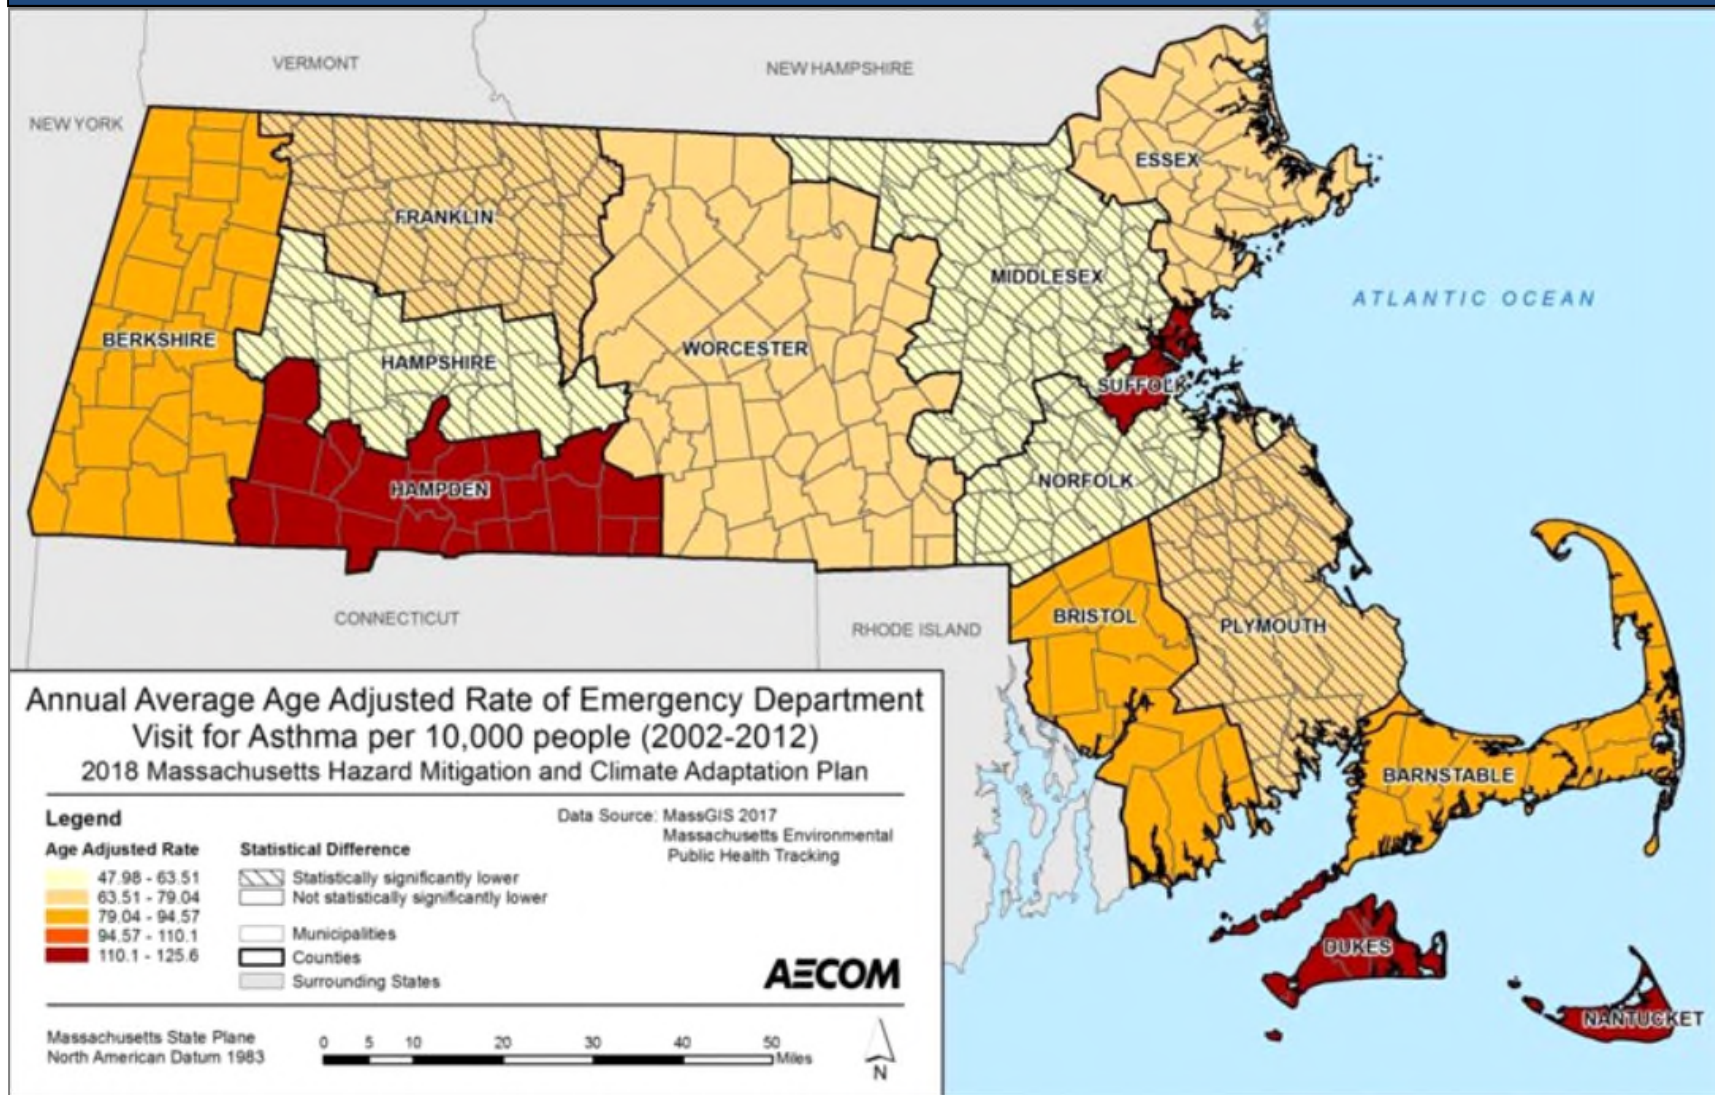 VERMONT
NEW HAMPSHIRE
NEW YORK
ESSEX
FRANKLIN
MIDDLESEX
ATLANTIC OCEAN
BERKSHIRE
HAMPSHIRE
WORCESTER
SUFFOLK
HAMPDEN
NORFOLK
CONNECTICUT
RHODE ISLAND
BRISTOL
PLYMOUTH
BARNSTABLE
DUKES
NANTUCKET
Annual Average Age Adjusted Rate of Emergency Department
Visit for Asthma per 10,000 people (2002-2012)
2018 Massachusetts Hazard Mitigation and Climate Adaptation Plan
Legend
Age Adjusted Rate
47.98 - 63.51
63.51 - 79.04
79.04 - 94.57
94.57 - 110.1
110.1 - 125.6
Statistical Difference
Statistically significantly lower
Not statistically significantly lower
Municipalities
Counties
Surrounding States
Data Source: MassGIS 2017
Massachusetts Environmental
Public Health Tracking
AECOM
Massachusetts State Plane
North American Datum 1983
0 5 10 20 30 40 50
Miles
N